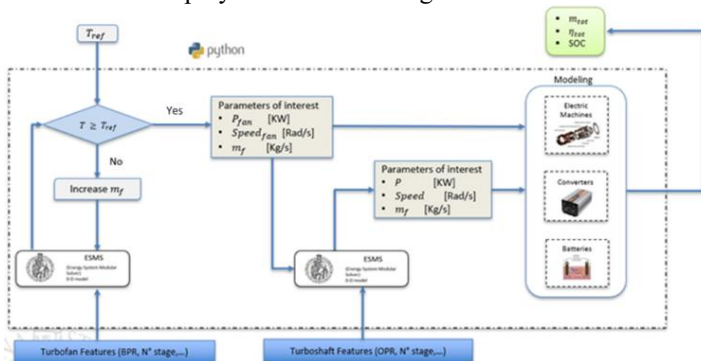 T_ref
python
m_tot
η_tot
SOC
Modeling
T ≥ T_ref
Yes
No
Increase m_f
Parameters of interest
P_fan [KW]
Speed_fan [Rad/s]
m_f [Kg/s]
Parameters of interest
P [KW]
Speed [Rad/s]
m_f [Kg/s]
Electric
Machines
Converters
Batteries
ESMS
(Energy System Modular
Solver)
0-D model
ESMS
(Energy System Modular
Solver)
0-D model
Turbofan Features (BPR, N° stage,...)
Turboshaft Features (OPR, N° stage,...)